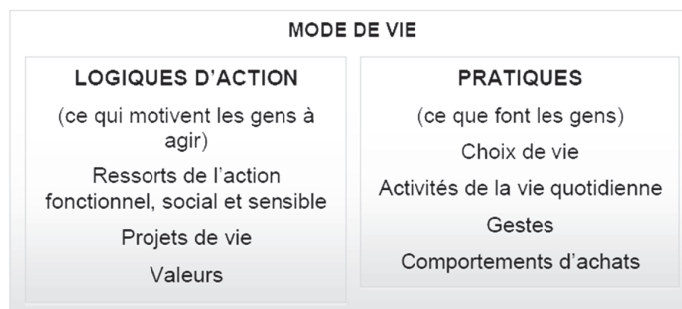 MODE DE VIE
LOGIQUES D'ACTION
(ce qui motivent les gens à
agir)
Ressorts de l'action
fonctionnel, social et sensible
Projets de vie
Valeurs
PRATIQUES
(ce que font les gens)
Choix de vie
Activités de la vie quotidienne
Gestes
Comportements d'achats